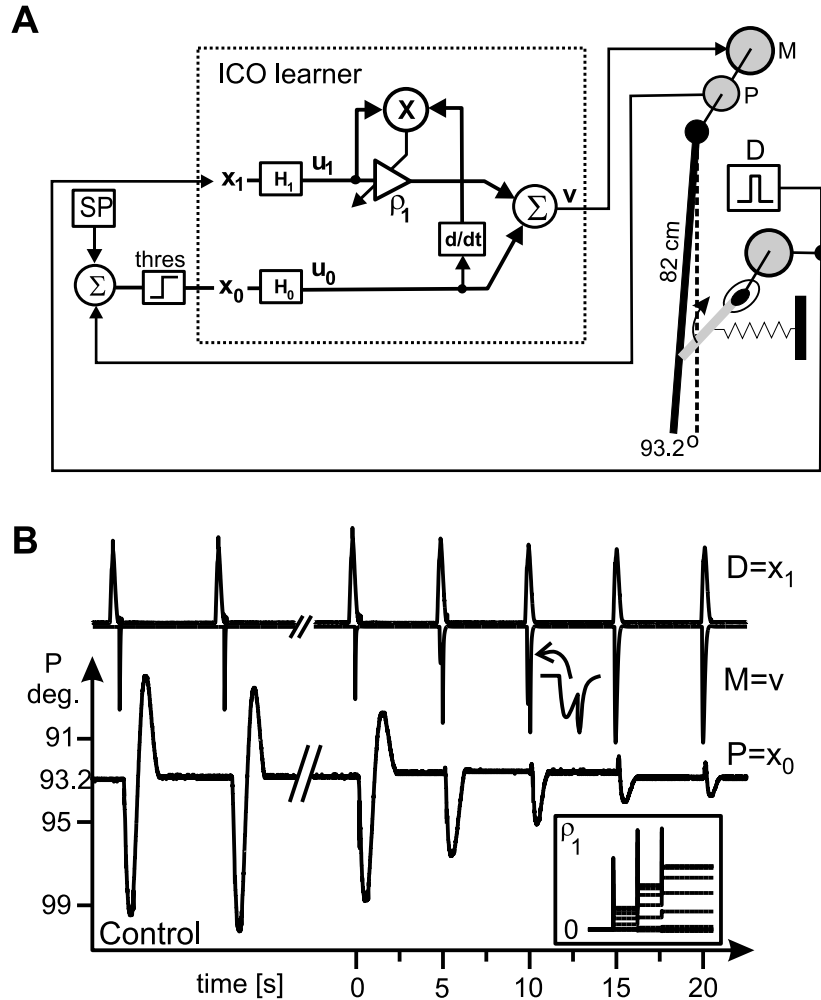 A
ICO learner
M
P
X
D
x1
H1
u1
ρ1
Σ
v
SP
82 cm
thres
d/dt
Σ
x0
H0
u0
93.2°
B
D=x1
P
deg.
M=v
91
P=x0
93.2
95
ρ1
99
0
Control
time [s]
0 5 10 15 20